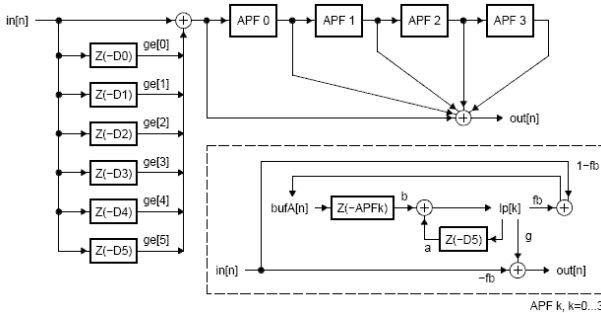 in[n]
APF 0
APF 1
APF 2
APF 3
Z(−D0)
ge[0]
Z(−D1)
ge[1]
Z(−D2)
ge[2]
Z(−D3)
ge[3]
Z(−D4)
ge[4]
Z(−D5)
ge[5]
out[n]
1−fb
bufA[n]
Z(−APFk)
b
lp[k]
fb
a
Z(−D5)
g
in[n]
−fb
out[n]
APF k, k=0...3